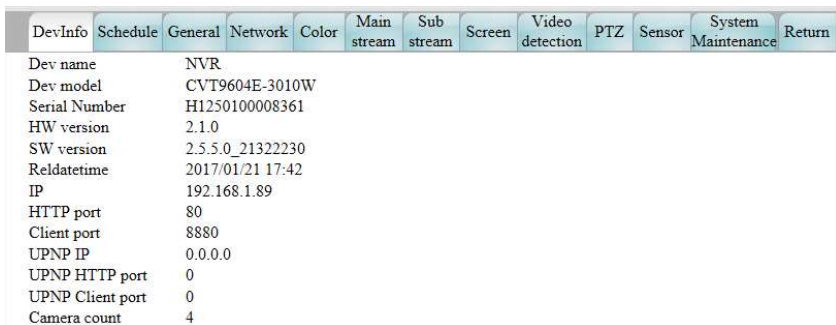 DevInfo Schedule General Network Color Main stream Sub stream Screen Video detection PTZ Sensor System Maintenance Return
Dev name NVR
Dev model CVT9604E-3010W
Serial Number H1250100008361
HW version 2.1.0
SW version 2.5.5.0_21322230
Reldatetime 2017/01/21 17:42
IP 192.168.1.89
HTTP port 80
Client port 8880
UPNP IP 0.0.0.0
UPNP HTTP port 0
UPNP Client port 0
Camera count 4